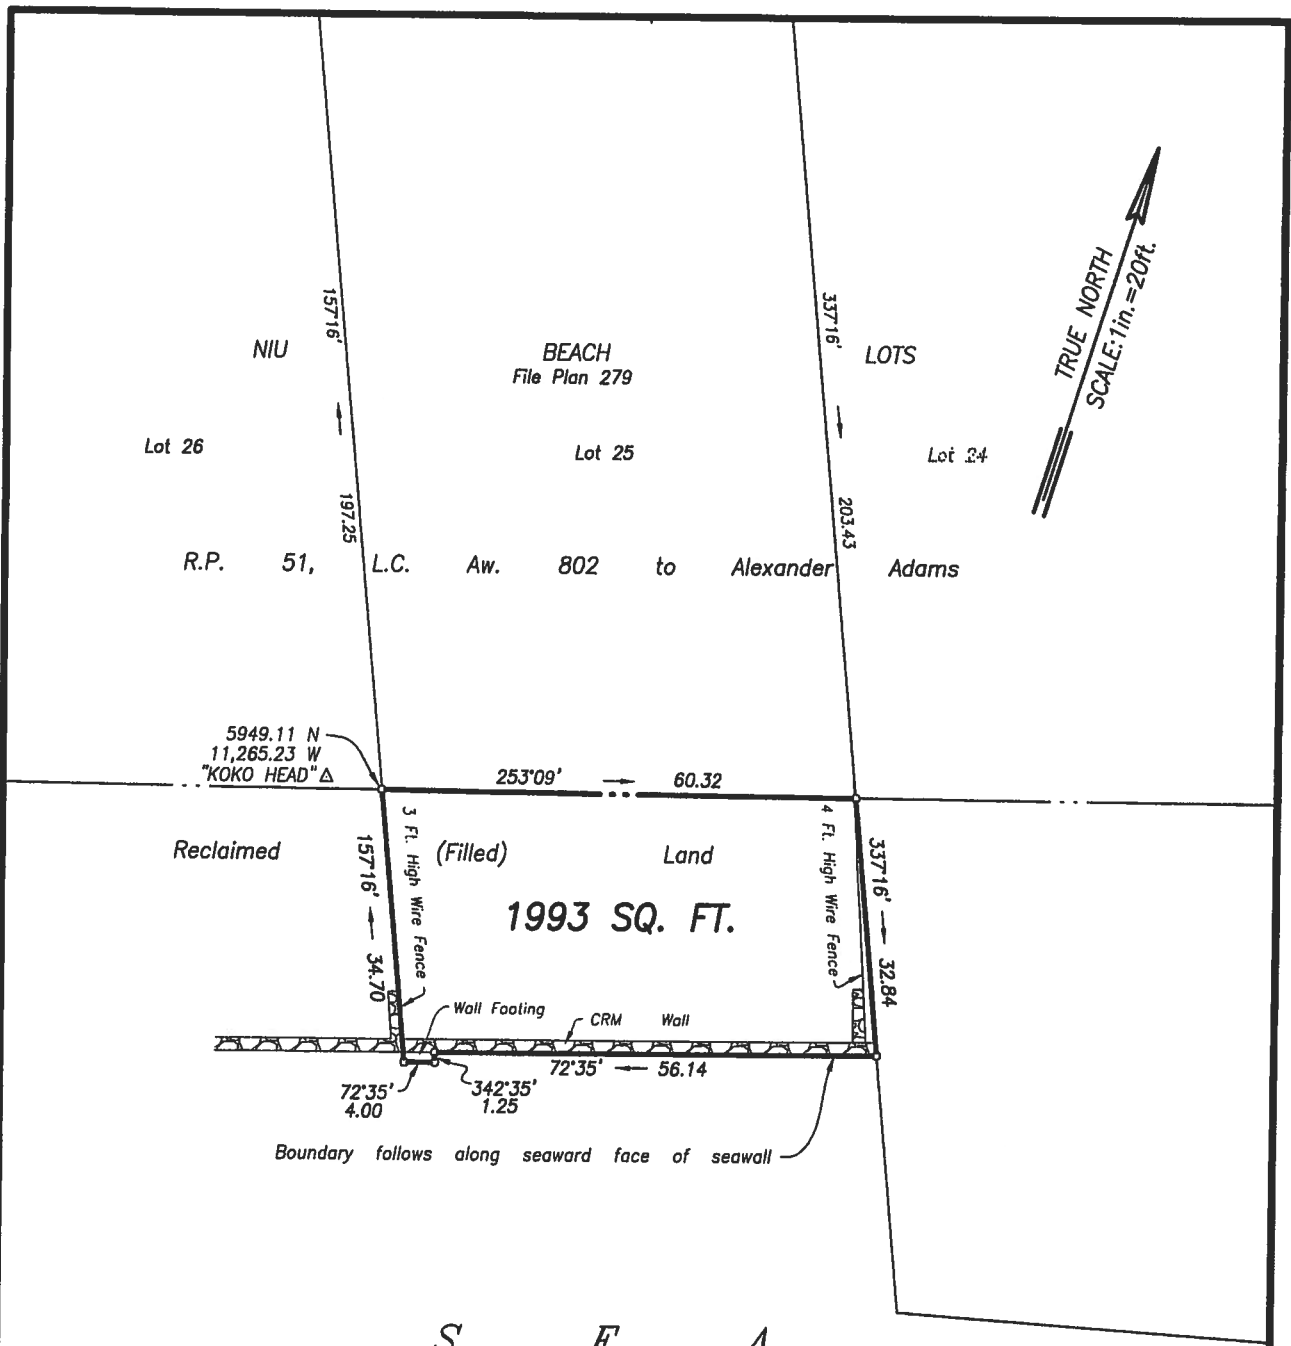 TRUE NORTH
SCALE: 1in.=20ft.
157°16'
337°16'
NIU BEACH LOTS
File Plan 279
Lot 26 Lot 25 Lot 24
197.25
203.43
R.P. 51, L.C. Aw. 802 to Alexander Adams
5949.11 N
11,265.23 W
"KOKO HEAD" △
253°09' 60.32
Reclaimed (Filled) Land
157°16' 34.70
3 Ft. High Wire Fence
4 Ft. High Wire Fence
337°16' 32.84
1993 SQ. FT.
Wall Footing
CRM Wall
72°35' 56.14
72°35'
4.00
342°35'
1.25
Boundary follows along seaward face of seawall
S E A